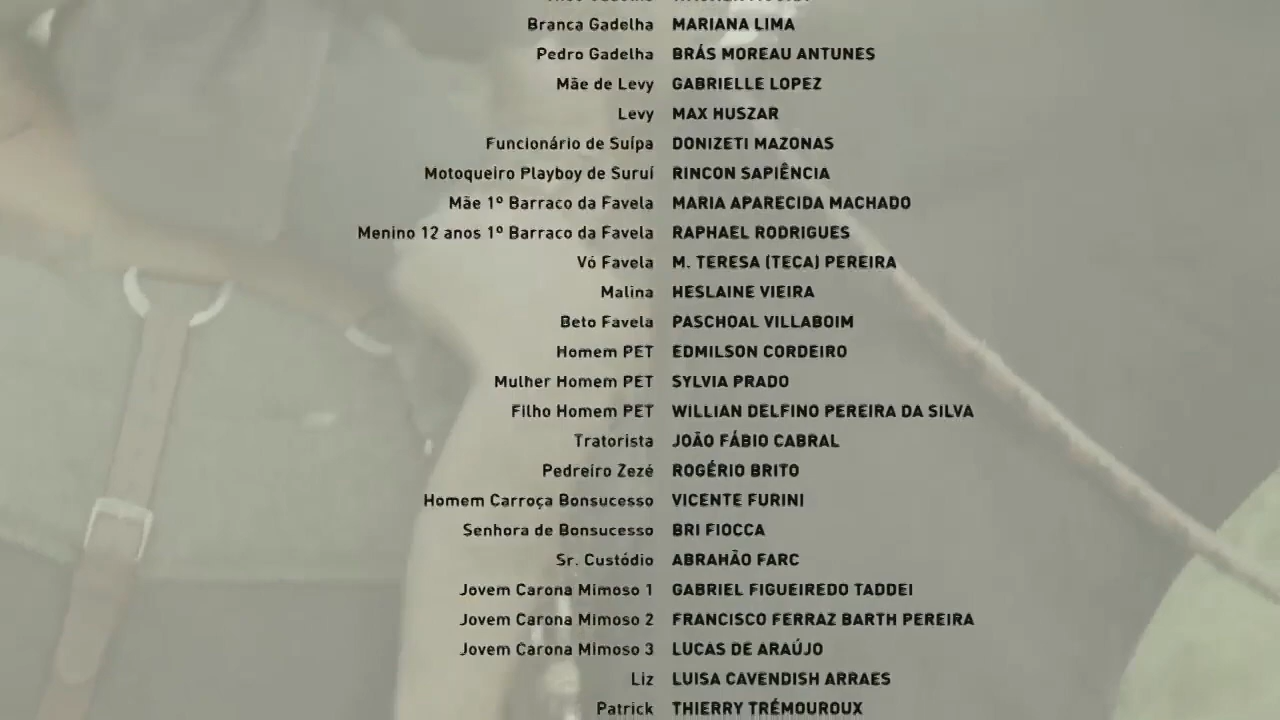 Branca Gadelha MARIANA LIMA
Pedro Gadelha BRÁS MOREAU ANTUNES
Mãe de Levy GABRIELLE LOPEZ
Levy MAX HUSZAR
Funcionário de Suípa DONIZETI MAZONAS
Motoqueiro Playboy de Suruí RINCON SAPIÊNCIA
Mãe 1º Barraco da Favela MARIA APARECIDA MACHADO
Menino 12 anos 1º Barraco da Favela RAPHAEL RODRIGUES
Vó Favela M. TERESA (TECA) PEREIRA
Malina HESLAINE VIEIRA
Beto Favela PASCHOAL VILLABOIM
Homem PET EDMILSON CORDEIRO
Mulher Homem PET SYLVIA PRADO
Filho Homem PET WILLIAN DELFINO PEREIRA DA SILVA
Tratorista JOÃO FÁBIO CABRAL
Pedreiro Zezé ROGÉRIO BRITO
Homem Carroça Bonsucesso VICENTE FURINI
Senhora de Bonsucesso BRI FIOCCA
Sr. Custódio ABRAHÃO FARC
Jovem Carona Mimoso 1 GABRIEL FIGUEIREDO TADDEI
Jovem Carona Mimoso 2 FRANCISCO FERRAZ BARTH PEREIRA
Jovem Carona Mimoso 3 LUCAS DE ARAÚJO
Liz LUISA CAVENDISH ARRAES
Patrick THIERRY TRÉMOUROUX